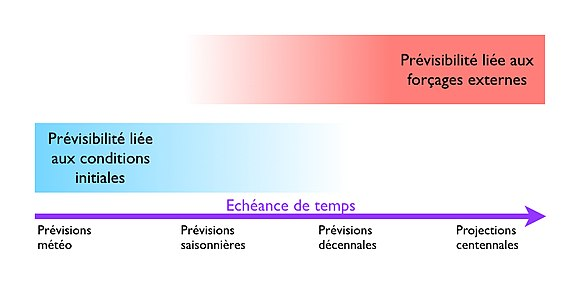 Prévisibilité liée aux
forçages externes
Prévisibilité liée
aux conditions
initiales
Echéance de temps
Prévisions
météo
Prévisions
saisonnières
Prévisions
décennales
Projections
centennales